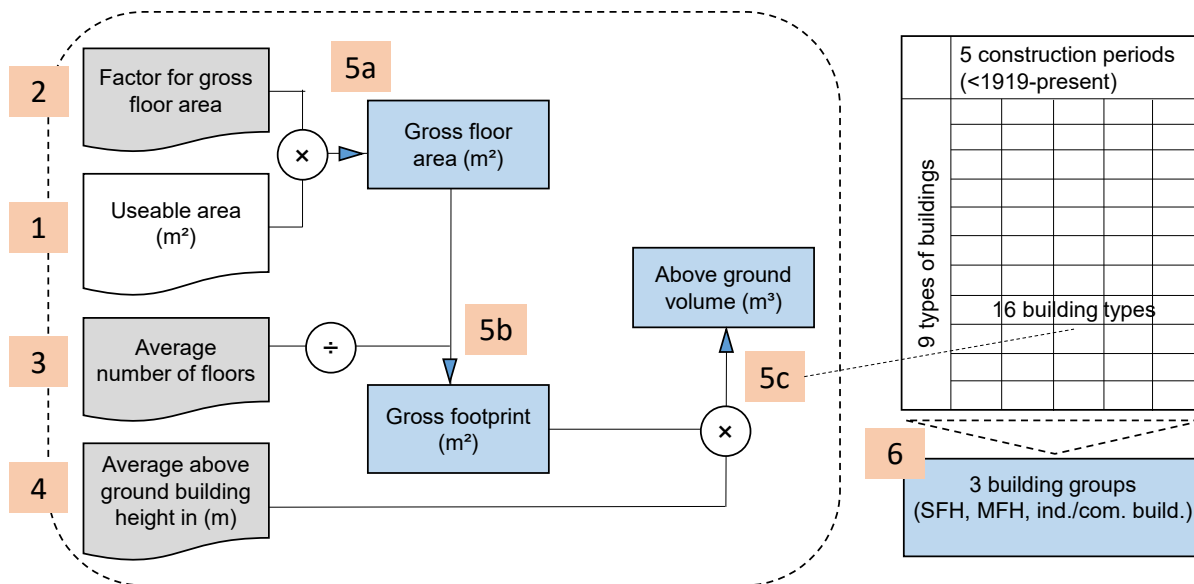 2
Factor for gross
floor area
5a
×
Gross floor
area (m²)
1
Useable area
(m²)
3
Average
number of floors
÷
5b
Gross footprint
(m²)
4
Average above
ground building
height in (m)
×
Above ground
volume (m³)
5c
5 construction periods
(<1919-present)
9 types of buildings
16 building types
6
3 building groups
(SFH, MFH, ind./com. build.)